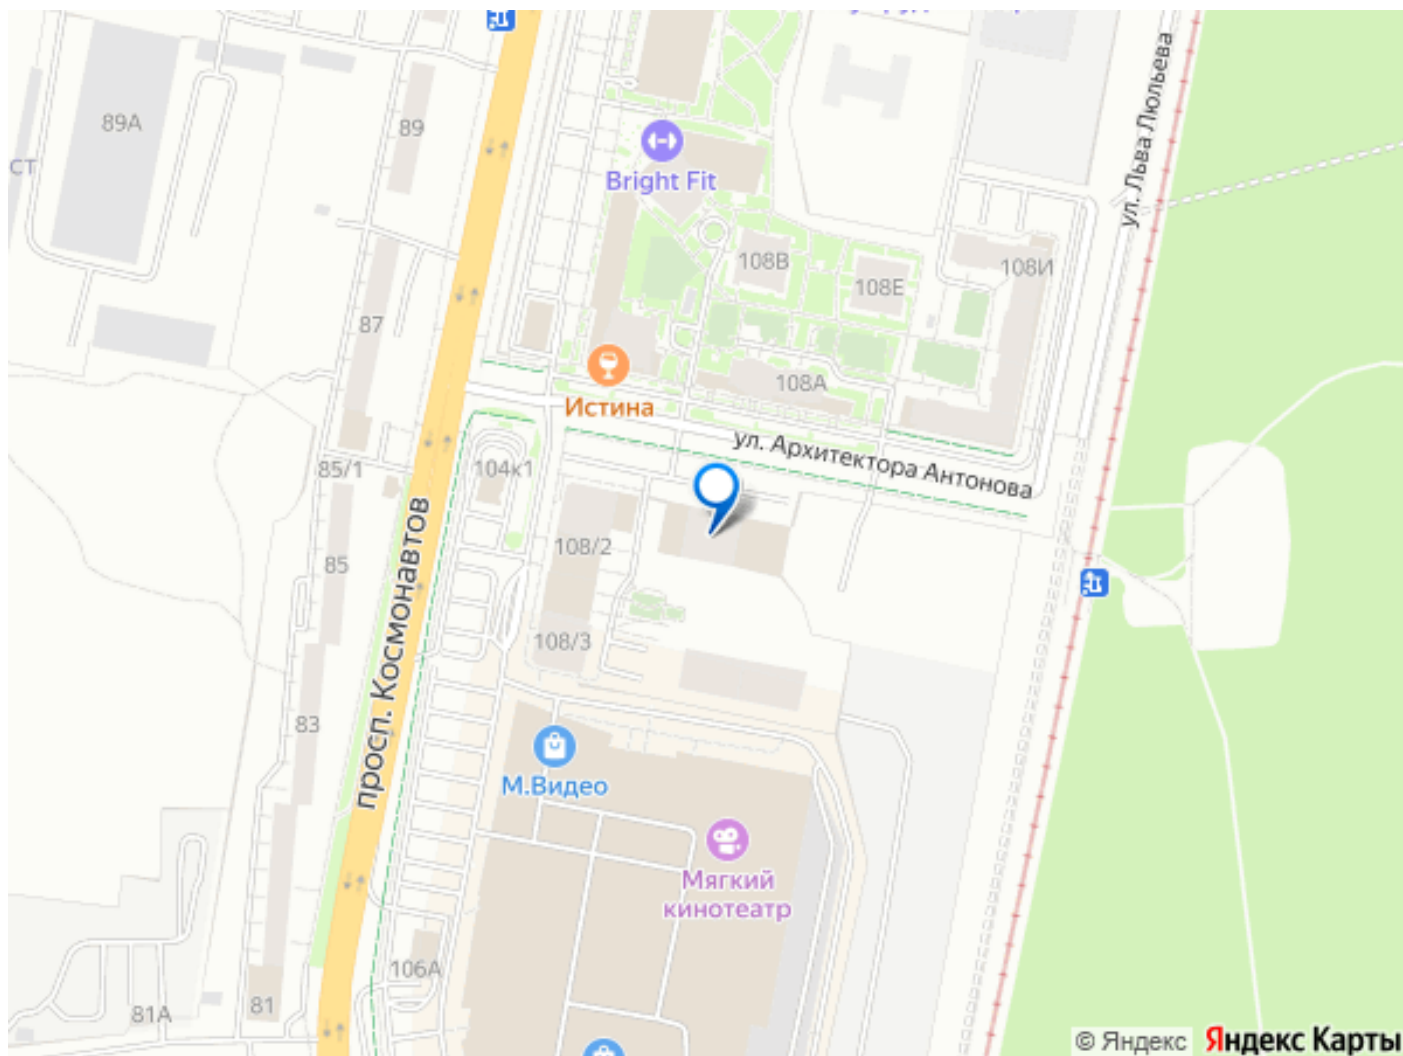 89А
89
СТ
Bright Fit
ул. Льва Люльева
108В
108Е
108И
87
108А
Истина
ул. Архитектора Антонова
85/1
104к1
108/2
85
просп. Космонавтов
108/3
83
М.Видео
Мягкий
кинотеатр
106А
81
81А
© Яндекс
Яндекс Карты